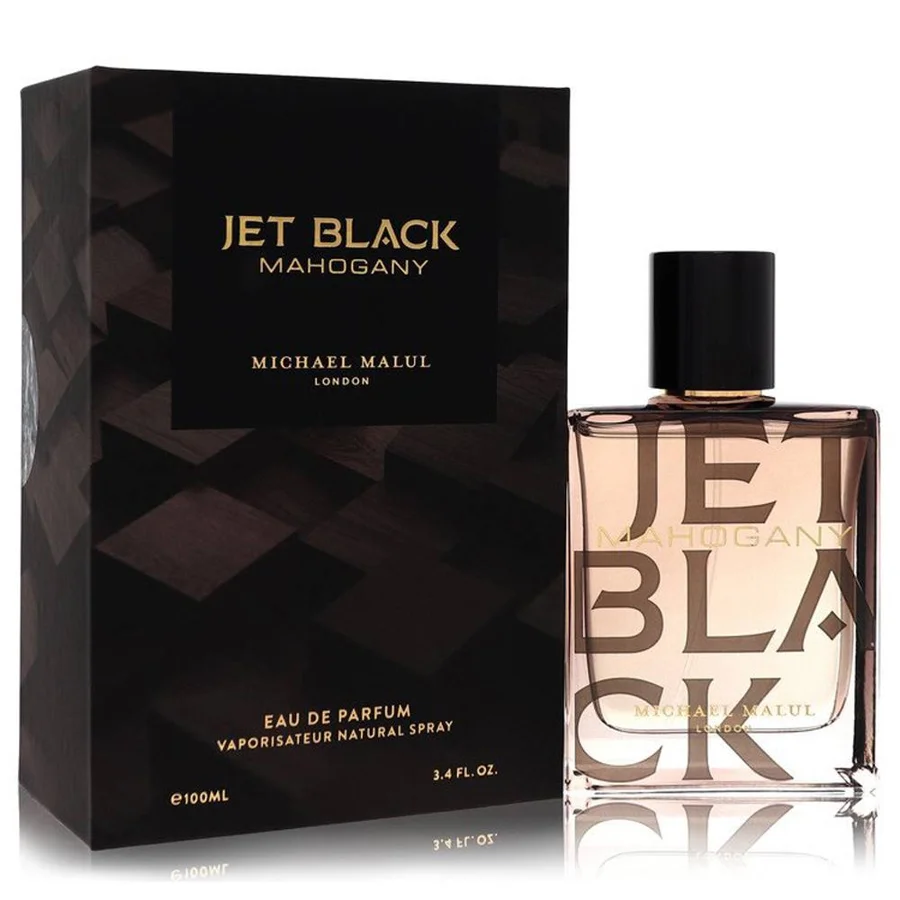 JET BLACK
MAHOGANY
MICHAEL MALUL
LONDON
EAU DE PARFUM
VAPORISATEUR NATURAL SPRAY
3.4 FL. OZ.
e100ML
JET
MAHOGANY
BLA
CK
MICHAEL MALUL
LONDON